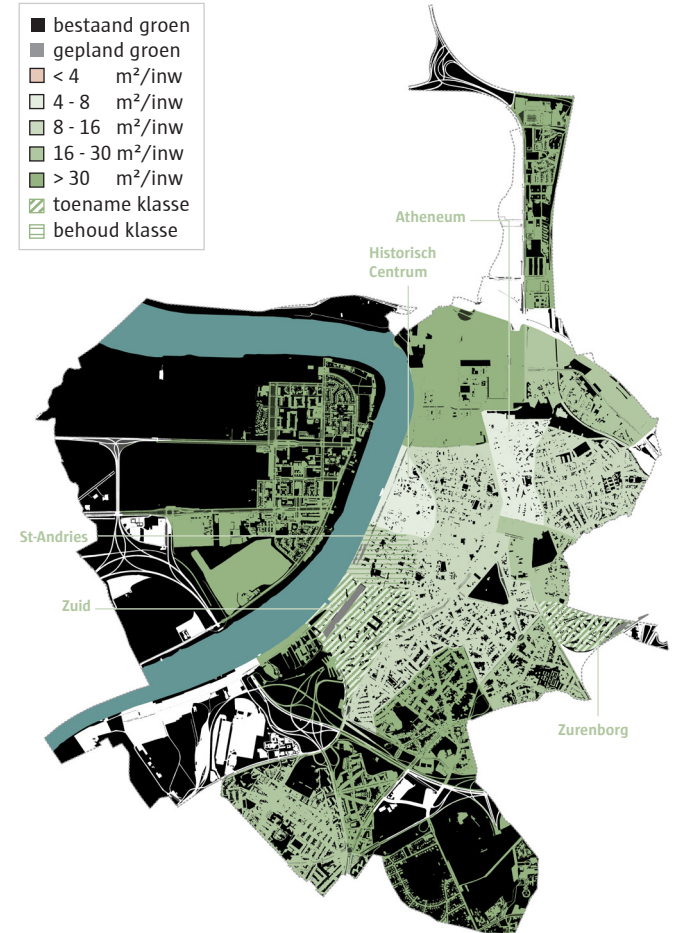 bestaand groen
gepland groen
< 4 m²/inw
4 - 8 m²/inw
8 - 16 m²/inw
16 - 30 m²/inw
> 30 m²/inw
toename klasse
behoud klasse
Atheneum
Historisch
Centrum
St-Andries
Zuid
Zurenborg